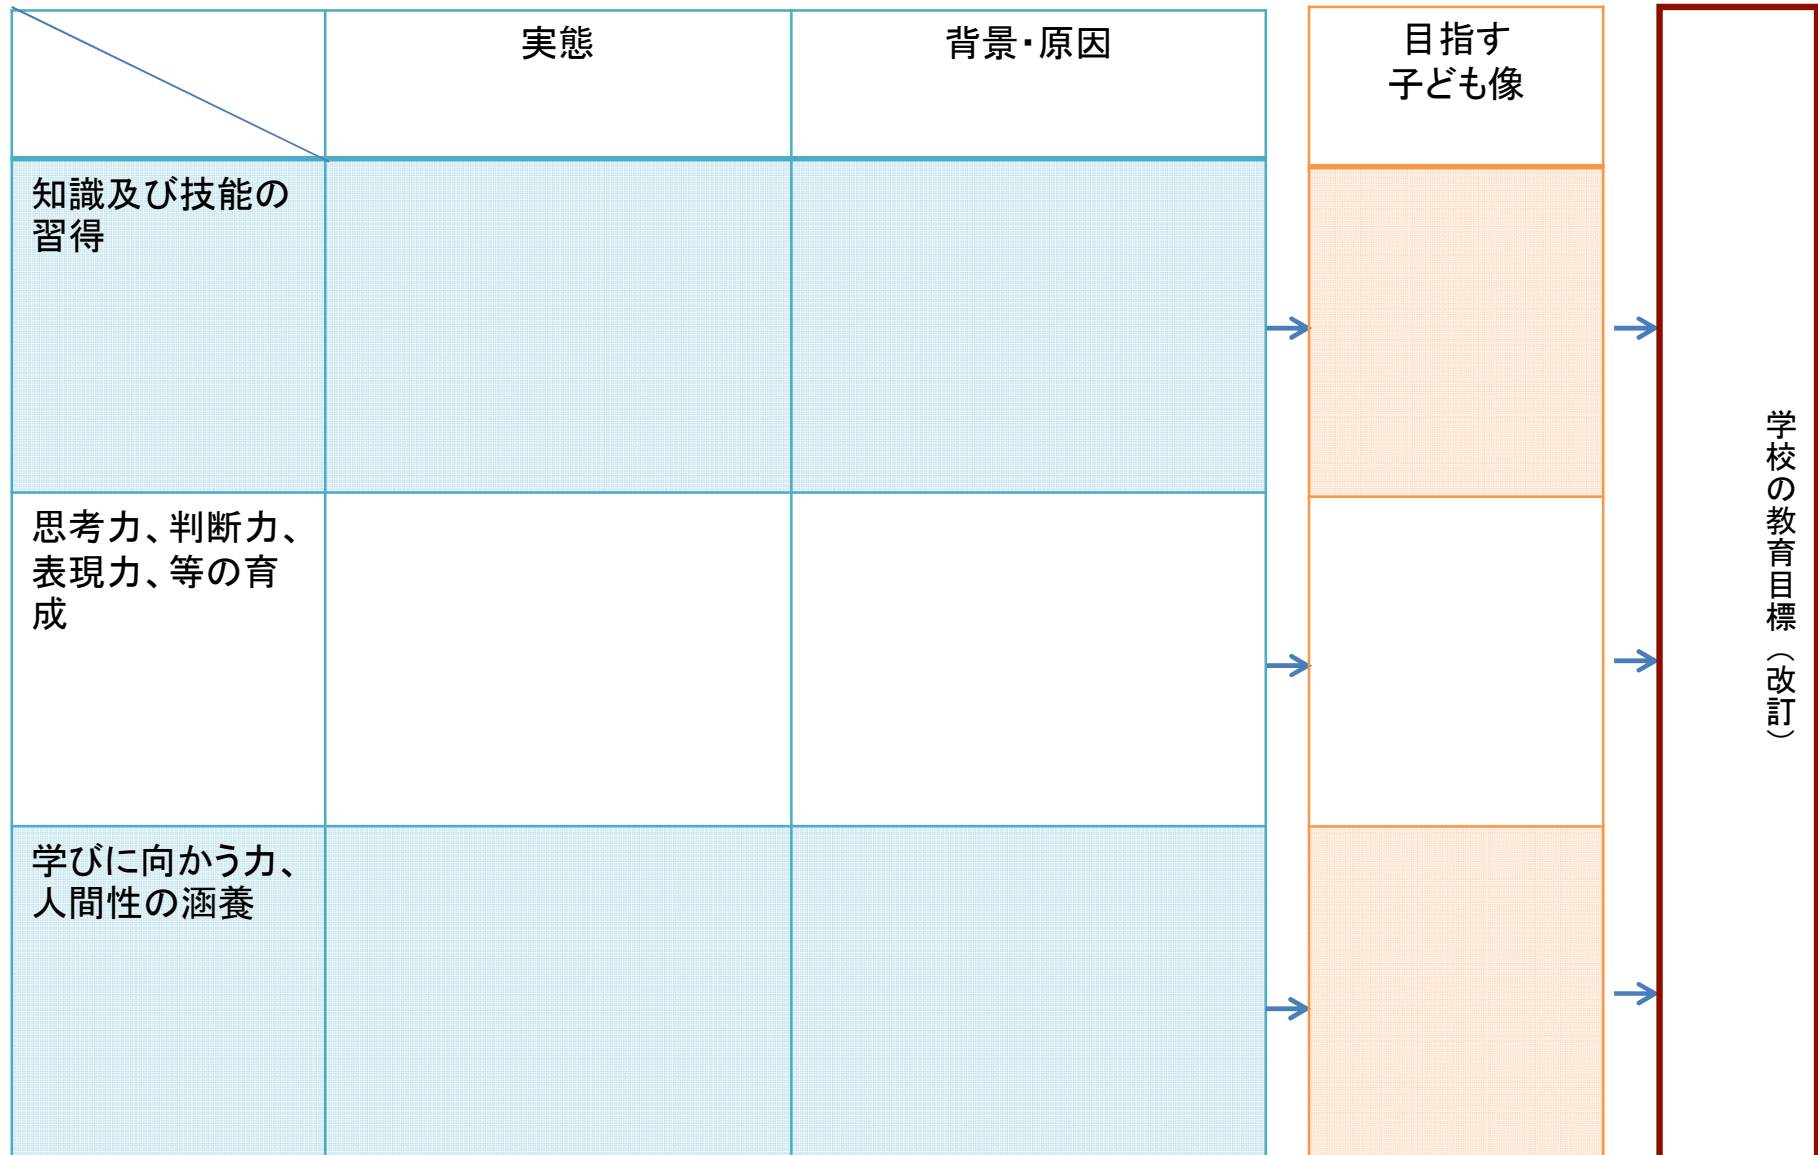 実態
背景・原因
目指す
子ども像
知識及び技能の
習得
思考力、判断力、
表現力、等の育
成
学びに向かう力、
人間性の涵養
学校の教育目標（改訂）